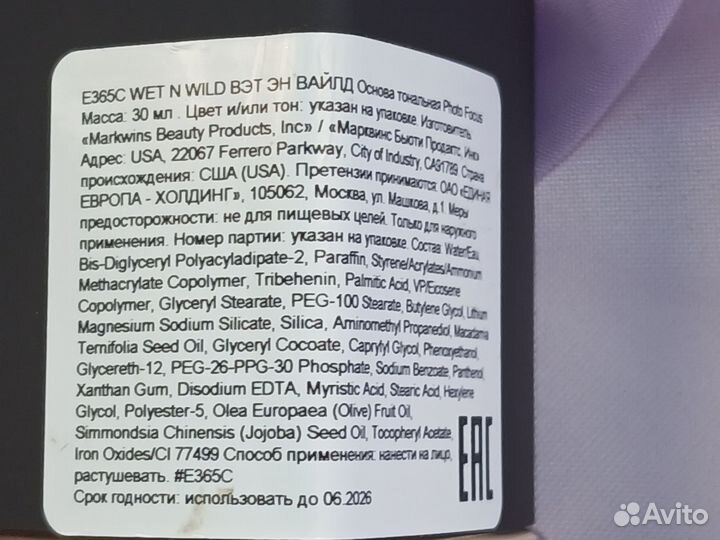 E365C WET N WILD ВЭТ ЭН ВАЙЛД Основа тональная Photo Focus
Масса: 30 мл . Цвет и/или тон: указан на упаковке. Изготовитель
«Markwins Beauty Products, Inc» / «Марквинс Бьюти Продактс, Инк»
Адрес: USA, 22067 Ferrero Parkway, City of Industry, CA91789. Страна
происхождения: США (USA). Претензии принимаются: ОАО «ЕДИНАЯ
ЕВРОПА - ХОЛДИНГ», 105062, Москва, ул. Машкова, д.1. Меры
предосторожности: не для пищевых целей. Только для наружного
применения. Номер партии: указан на упаковке. Состав: Water/Eau,
Bis-Diglyceryl Polyacyladipate-2, Paraffin, Styrene/Acrylates/Ammonium
Methacrylate Copolymer, Tribehenin, Palmitic Acid, VP/Eicosene
Copolymer, Glyceryl Stearate, PEG-100 Stearate, Butylene Glycol, Lithium
Magnesium Sodium Silicate, Silica, Aminomethyl Propanediol, Macadamia
Ternifolia Seed Oil, Glyceryl Cocoate, Caprylyl Glycol, Phenoxyethanol,
Glycereth-12, PEG-26-PPG-30 Phosphate, Sodium Benzoate, Panthenol,
Xanthan Gum, Disodium EDTA, Myristic Acid, Stearic Acid, Hexylene
Glycol, Polyester-5, Olea Europaea (Olive) Fruit Oil,
Simmondsia Chinensis (Jojoba) Seed Oil, Tocopheryl Acetate,
Iron Oxides/CI 77499 Способ применения: нанести на лицо,
растушевать. #E365C
Срок годности: использовать до 06.2026
EAC
Avito